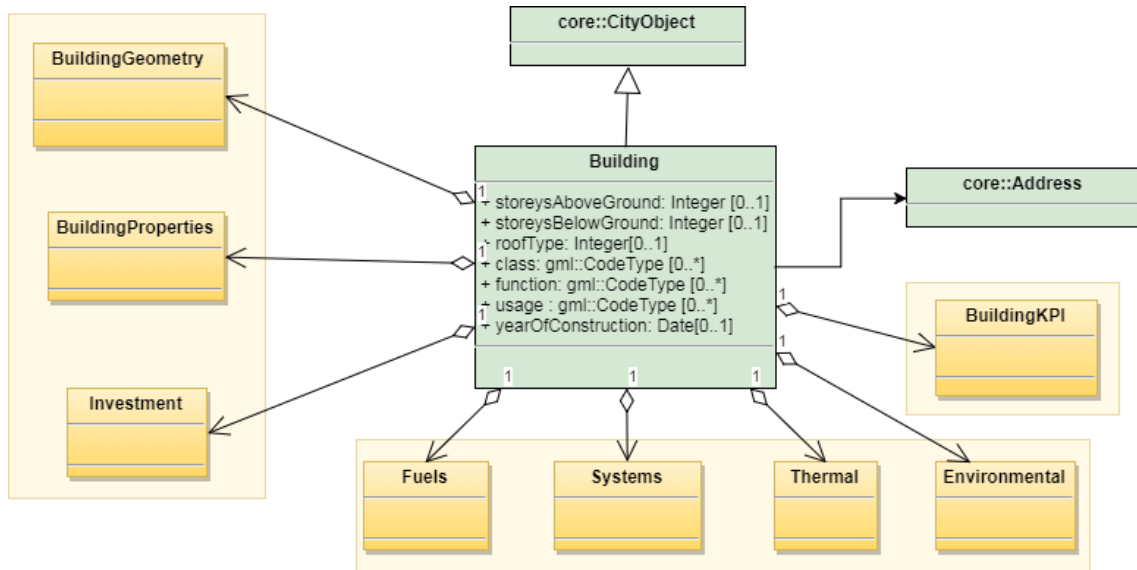 core::CityObject
BuildingGeometry
Building
1
+ storeysAboveGround: Integer [0..1]
+ storeysBelowGround: Integer [0..1]
+ roofType: Integer[0..1]
1
+ class: gml::CodeType [0..*]
+ function: gml::CodeType [0..*]
+ usage : gml::CodeType [0..*]
1
+ yearOfConstruction: Date[0..1]
core::Address
BuildingProperties
1
BuildingKPI
1
Investment
1
1
1
Fuels
Systems
Thermal
Environmental